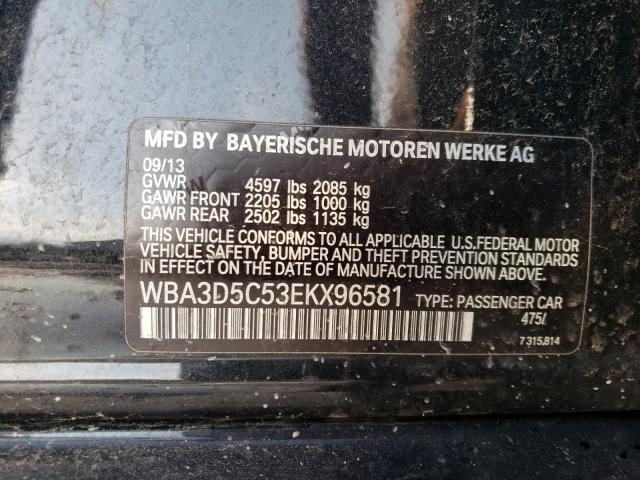 MFD BY BAYERISCHE MOTOREN WERKE AG
09/13
GVWR 4597 lbs 2085 kg
GAWR FRONT 2205 lbs 1000 kg
GAWR REAR 2502 lbs 1135 kg
THIS VEHICLE CONFORMS TO ALL APPLICABLE U.S.FEDERAL MOTOR
VEHICLE SAFETY, BUMPER AND THEFT PREVENTION STANDARDS
IN EFFECT ON THE DATE OF MANUFACTURE SHOWN ABOVE.
WBA3D5C53EKX96581 TYPE: PASSENGER CAR
475/
7 315.814